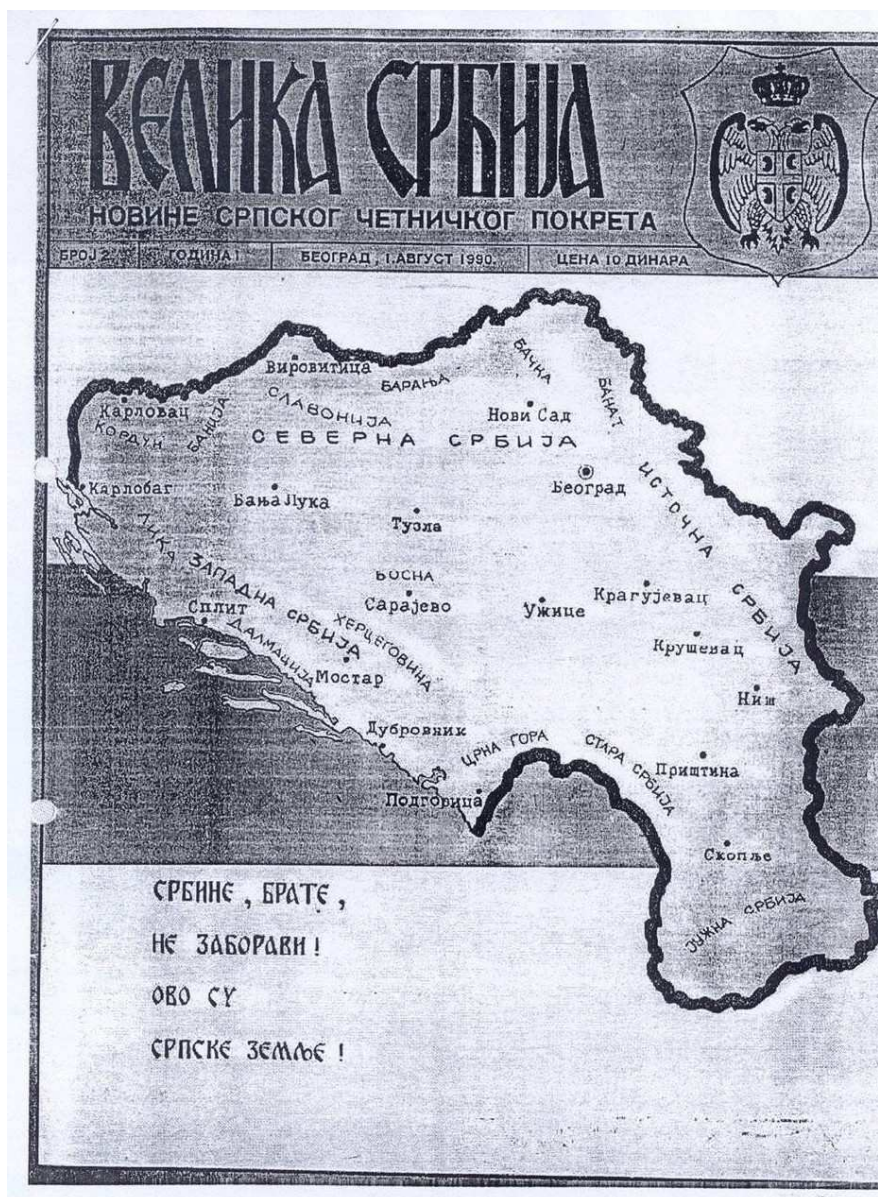 ВЕЛИКА СРБИЈА
НОВИНЕ СРПСКОГ ЧЕТНИЧКОГ ПОКРЕТА
БРОЈ 2 ГОДИНА I БЕОГРАД, 1. АВГУСТ 1990. ЦЕНА 10 ДИНАРА
Вировитица
БАРАЊА
БАЧКА
БАНАТ
Карловац
КОРДУН
БАНИЈА
СЛАВОНИЈА
Нови Сад
СЕВЕРНА СРБИЈА
Карлобаг
Бања Лука
Београд
Тузла
ИСТОЧНА СРБИЈА
ЛИКА
ЗАПАДНА СРБИЈА
БОСНА
Сарајево
Ужице
Крагујевац
Сплит
ДАЛМАЦИЈА
ХЕРЦЕГОВИНА
Крушевац
Мостар
Ниш
Дубровник
ЦРНА ГОРА
СТАРА СРБИЈА
Приштина
Подгорица
Скопље
ЈУЖНА СРБИЈА
СРБИНЕ, БРАТЕ,
НЕ ЗАБОРАВИ!
ОВО СУ
СРПСКЕ ЗЕМЉЕ!